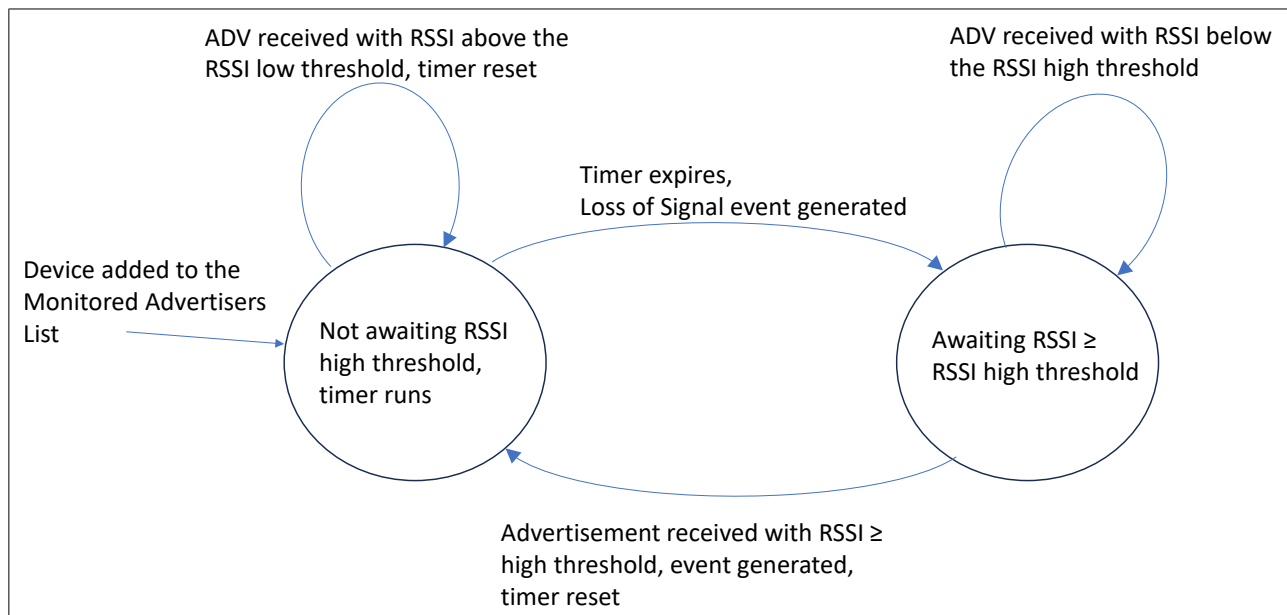 ADV received with RSSI above the
RSSI low threshold, timer reset
ADV received with RSSI below
the RSSI high threshold
Timer expires,
Loss of Signal event generated
Device added to the
Monitored Advertisers
List
Not awaiting RSSI
high threshold,
timer runs
Awaiting RSSI ≥
RSSI high threshold
Advertisement received with RSSI ≥
high threshold, event generated,
timer reset